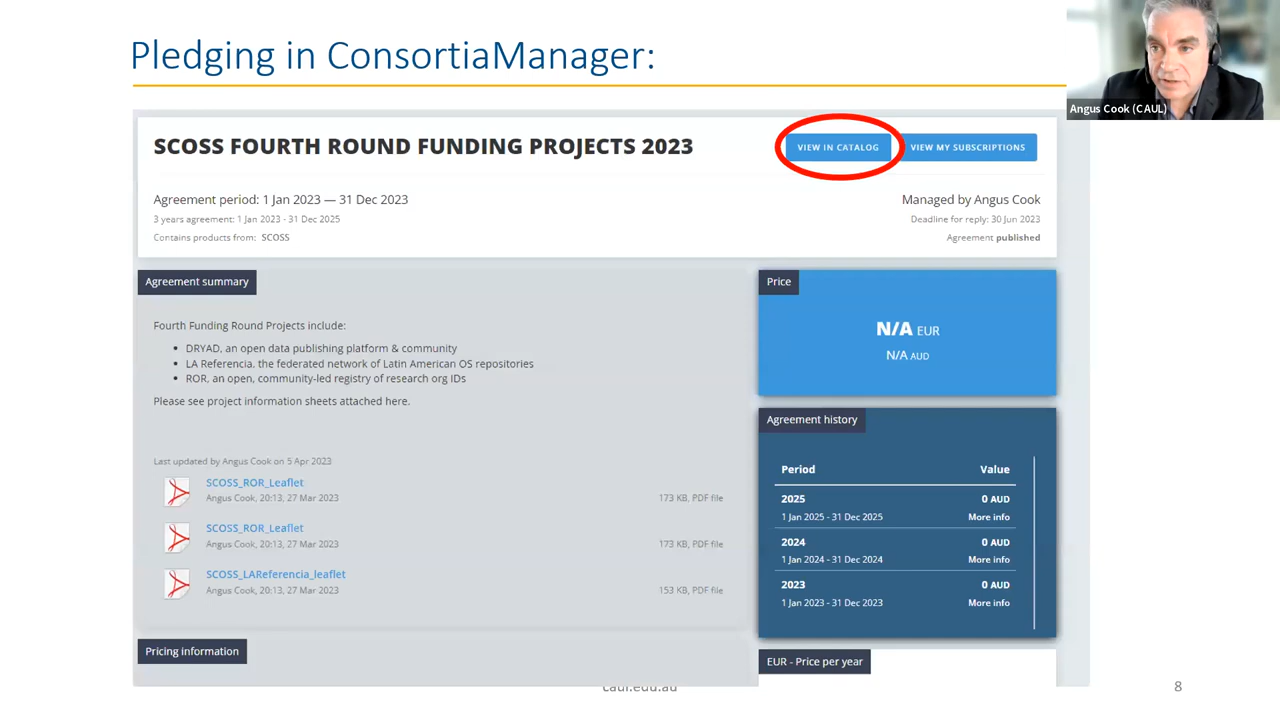 Pledging in ConsortiaManager:
Angus Cook (CAUL)
SCOSS FOURTH ROUND FUNDING PROJECTS 2023
VIEW IN CATALOG
VIEW MY SUBSCRIPTIONS
Agreement period: 1 Jan 2023 — 31 Dec 2023
3 years agreement: 1 Jan 2023 - 31 Dec 2025
Contains products from: SCOSS
Managed by Angus Cook
Deadline for reply: 30 Jun 2023
Agreement published
Agreement summary
Fourth Funding Round Projects include:
• DRYAD, an open data publishing platform & community
• LA Referencia, the federated network of Latin American OS repositories
• ROR, an open, community-led registry of research org IDs
Please see project information sheets attached here.
Last updated by Angus Cook on 5 Apr 2023
SCOSS_ROR_Leaflet
Angus Cook, 20:13, 27 Mar 2023
173 KB, PDF file
SCOSS_ROR_Leaflet
Angus Cook, 20:13, 27 Mar 2023
173 KB, PDF file
SCOSS_LAReferencia_leaflet
Angus Cook, 20:13, 27 Mar 2023
153 KB, PDF file
Pricing information
Price
N/A EUR
N/A AUD
Agreement history
Period Value
2025 0 AUD
1 Jan 2025 - 31 Dec 2025 More info
2024 0 AUD
1 Jan 2024 - 31 Dec 2024 More info
2023 0 AUD
1 Jan 2023 - 31 Dec 2023 More info
EUR - Price per year
caul.edu.au
8